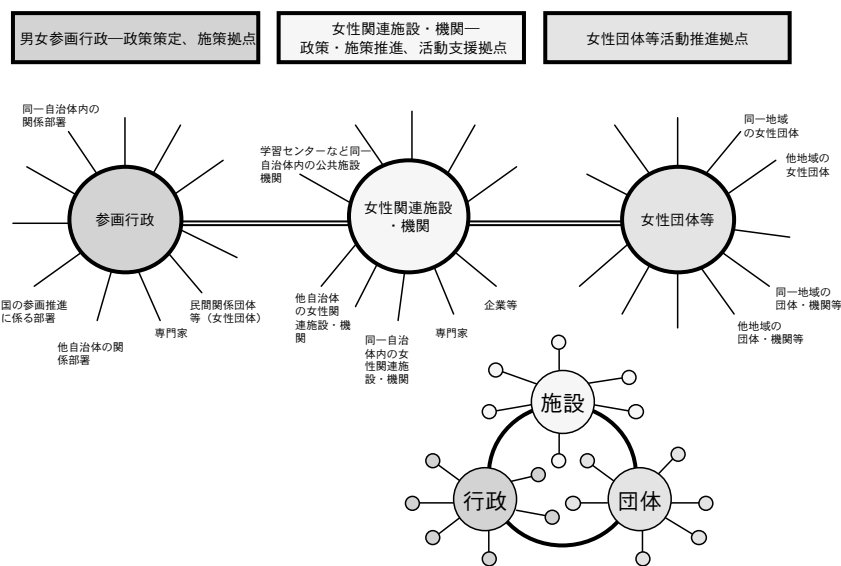 男女参画行政―政策策定、施策拠点
女性関連施設・機関―
政策・施策推進、活動支援拠点
女性団体等活動推進拠点
同一自治体内の
関係部署
参画行政
国の参画推進
に係る部署
他自治体の関
係部署
専門家
民間関係団体
等（女性団体）
学習センターなど同一
自治体内の公共施設
機関
女性関連施設
・機関
他自治体
の女性関
連施設・機
関
同一自治
体内の女
性関連施
設・機関
専門家
企業等
同一地域
の女性団体
他地域の
女性団体
女性団体等
同一地域の
団体・機関等
他地域の
団体・機関等
施設
行政
団体